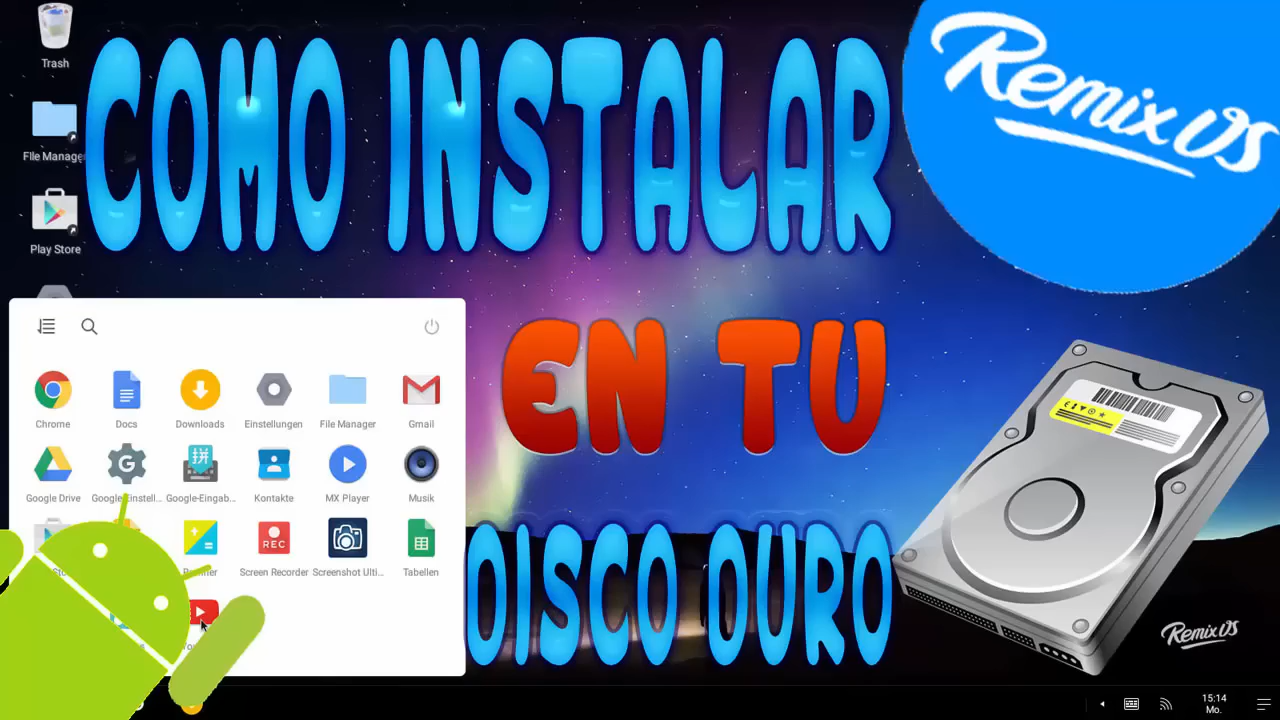 Trash
File Manage
Play Store
COMO INSTALAR
EN TU
DISCO DURO
Remix OS
Chrome
Docs
Downloads
Einstellungen
File Manager
Gmail
Google Drive
Google Einstell...
Google-Eingab...
Kontakte
MX Player
Musik
REC
Screen Recorder
Screenshot Ulti...
Tabellen
Remix OS
15:14
Mo.